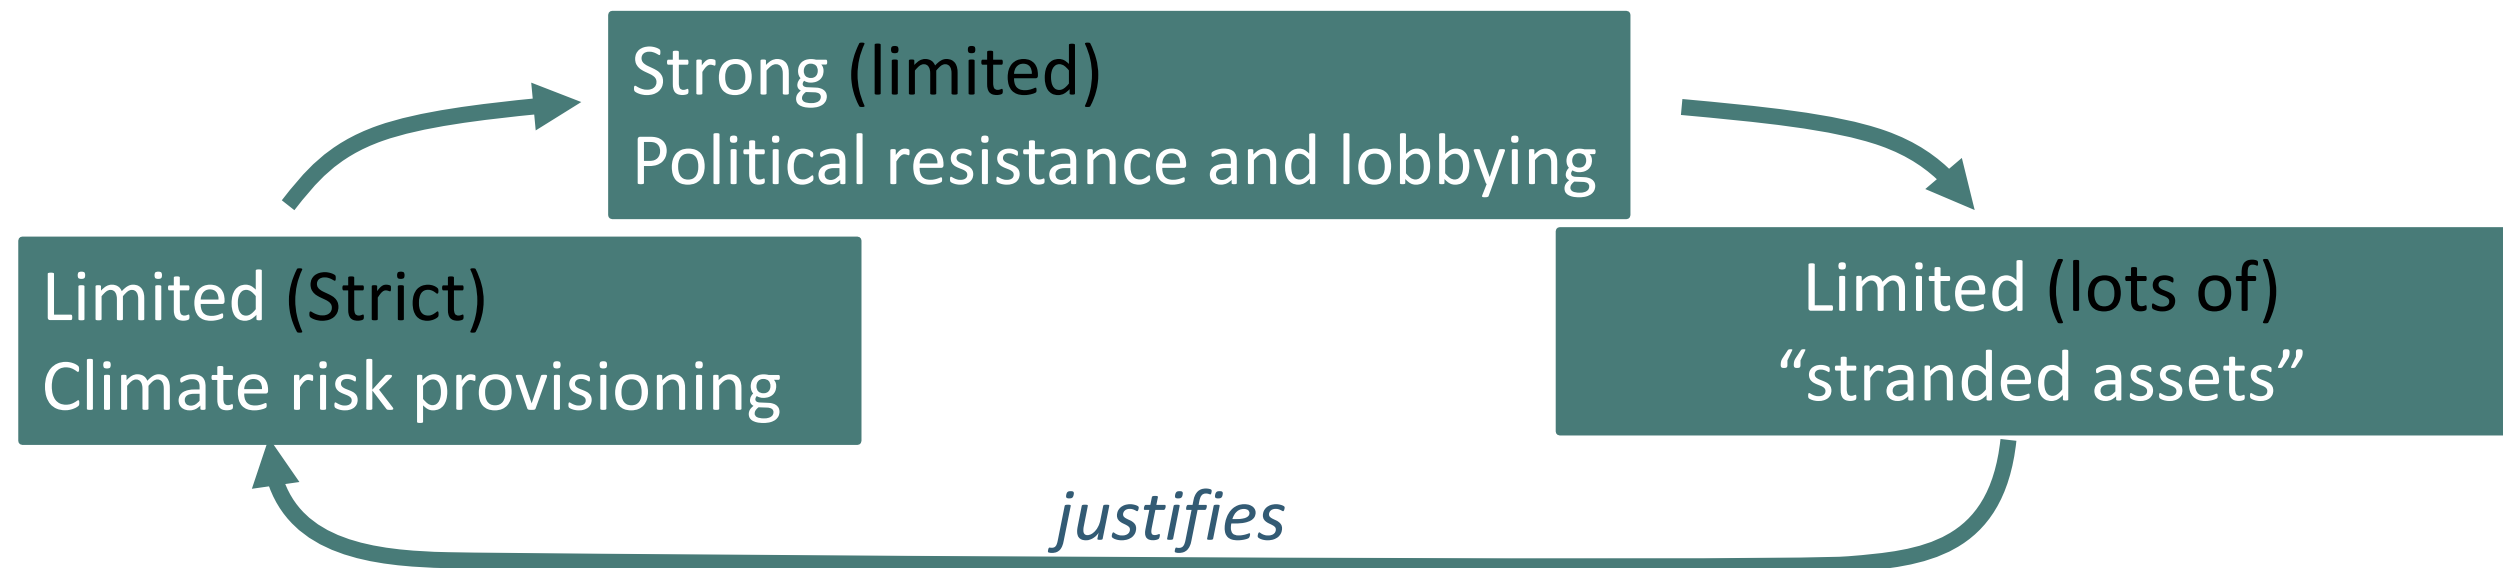 Strong (limited)
Political resistance and lobbying
Limited (Strict)
Climate risk provisioning
Limited (lots of)
“stranded assets”
justifies